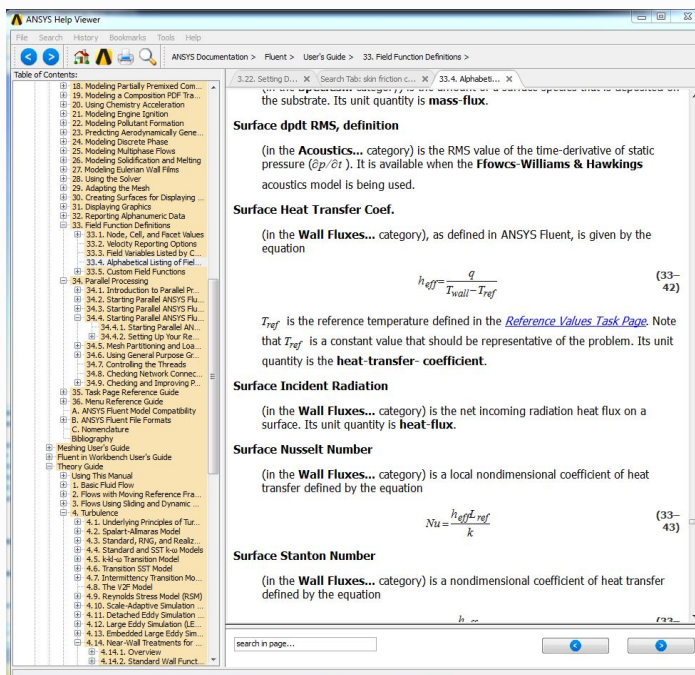 ANSYS Help Viewer
File Search History Bookmarks Tools Help
ANSYS Documentation > Fluent > User's Guide > 33. Field Function Definitions >
Table of Contents:
18. Modeling Partially Premixed Com...
19. Modeling a Composition PDF Tra...
20. Using Chemistry Acceleration
21. Modeling Engine Ignition
22. Modeling Pollutant Formation
23. Predicting Aerodynamically Gene...
24. Modeling Discrete Phase
25. Modeling Multiphase Flows
26. Modeling Solidification and Melting
27. Modeling Eulerian Wall Films
28. Using the Solver
29. Adapting the Mesh
30. Creating Surfaces for Displaying ...
31. Displaying Graphics
32. Reporting Alphanumeric Data
33. Field Function Definitions
33.1. Node, Cell, and Facet Values
33.2. Velocity Reporting Options
33.3. Field Variables Listed by C...
33.4. Alphabetical Listing of Fiel...
33.5. Custom Field Functions
34. Parallel Processing
34.1. Introduction to Parallel Pr...
34.2. Starting Parallel ANSYS Flu...
34.3. Starting Parallel ANSYS Flu...
34.4. Starting Parallel ANSYS Flu...
34.4.1. Starting Parallel AN...
34.4.2. Setting Up Your Re...
34.5. Mesh Partitioning and Loa...
34.6. Using General Purpose Gr...
34.7. Controlling the Threads
34.8. Checking Network Connec...
34.9. Checking and Improving P...
35. Task Page Reference Guide
36. Menu Reference Guide
A. ANSYS Fluent Model Compatibility
B. ANSYS Fluent File Formats
C. Nomenclature
Bibliography
Meshing User's Guide
Fluent in Workbench User's Guide
Theory Guide
Using This Manual
1. Basic Fluid Flow
2. Flows with Moving Reference Fra...
3. Flows Using Sliding and Dynamic ...
4. Turbulence
4.1. Underlying Principles of Tur...
4.2. Spalart-Allmaras Model
4.3. Standard, RNG, and Realiz...
4.4. Standard and SST k-ω Models
4.5. k-kl-ω Transition Model
4.6. Transition SST Model
4.7. Intermittency Transition Mo...
4.8. The V2F Model
4.9. Reynolds Stress Model (RSM)
4.10. Scale-Adaptive Simulation ...
4.11. Detached Eddy Simulation ...
4.12. Large Eddy Simulation (LE...
4.13. Embedded Large Eddy Sim...
4.14. Near-Wall Treatments for ...
4.14.1. Overview
4.14.2. Standard Wall Funct...
3.22. Setting D... X Search Tab: skin friction c... X 33.4. Alphabeti... X
(in the Species... category) is the amount of a surface species that is deposited on
the substrate. Its unit quantity is mass-flux.
Surface dpdt RMS, definition
(in the Acoustics... category) is the RMS value of the time-derivative of static
pressure (∂p/∂t ). It is available when the Ffowcs-Williams & Hawkings
acoustics model is being used.
Surface Heat Transfer Coef.
(in the Wall Fluxes... category), as defined in ANSYS Fluent, is given by the
equation
h_eff = q / (T_wall − T_ref) (33–42)
T_ref is the reference temperature defined in the Reference Values Task Page. Note
that T_ref is a constant value that should be representative of the problem. Its unit
quantity is the heat-transfer- coefficient.
Surface Incident Radiation
(in the Wall Fluxes... category) is the net incoming radiation heat flux on a
surface. Its unit quantity is heat-flux.
Surface Nusselt Number
(in the Wall Fluxes... category) is a local nondimensional coefficient of heat
transfer defined by the equation
Nu = h_eff L_ref / k (33–43)
Surface Stanton Number
(in the Wall Fluxes... category) is a nondimensional coefficient of heat transfer
defined by the equation
search in page...